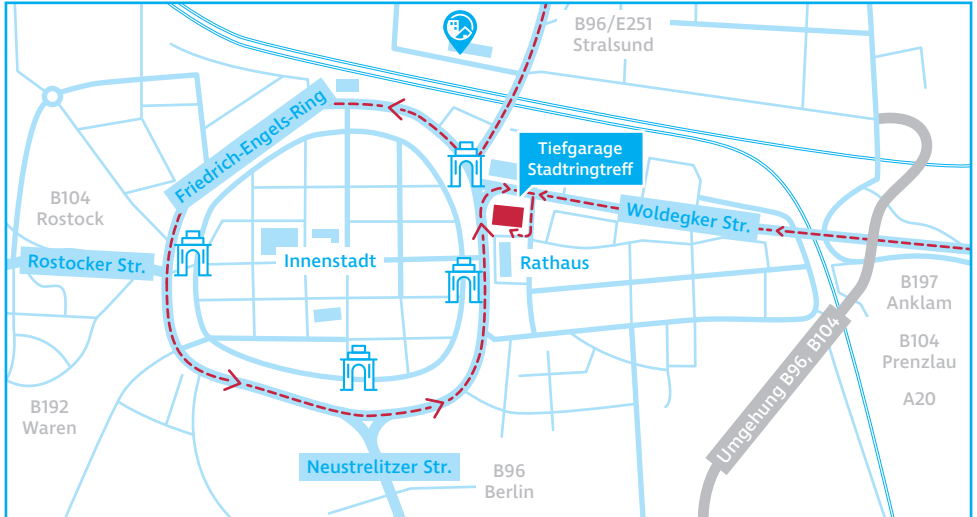 B96/E251
Stralsund
Friedrich-Engels-Ring
Tiefgarage
Stadtringtreff
B104
Rostock
Woldegker Str.
Rostocker Str.
Innenstadt
Rathaus
B197
Anklam
Umgehung B96, B104
B104
Prenzlau
A20
B192
Waren
Neustrelitzer Str.
B96
Berlin